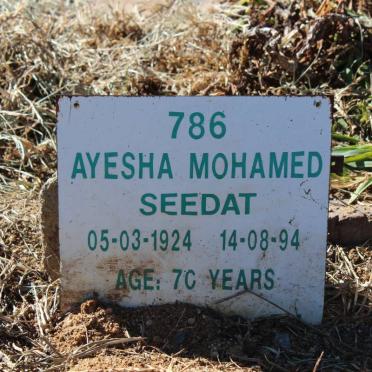 786
AYESHA MOHAMED
SEEDAT
05-03-1924 14-08-94
AGE: 70 YEARS